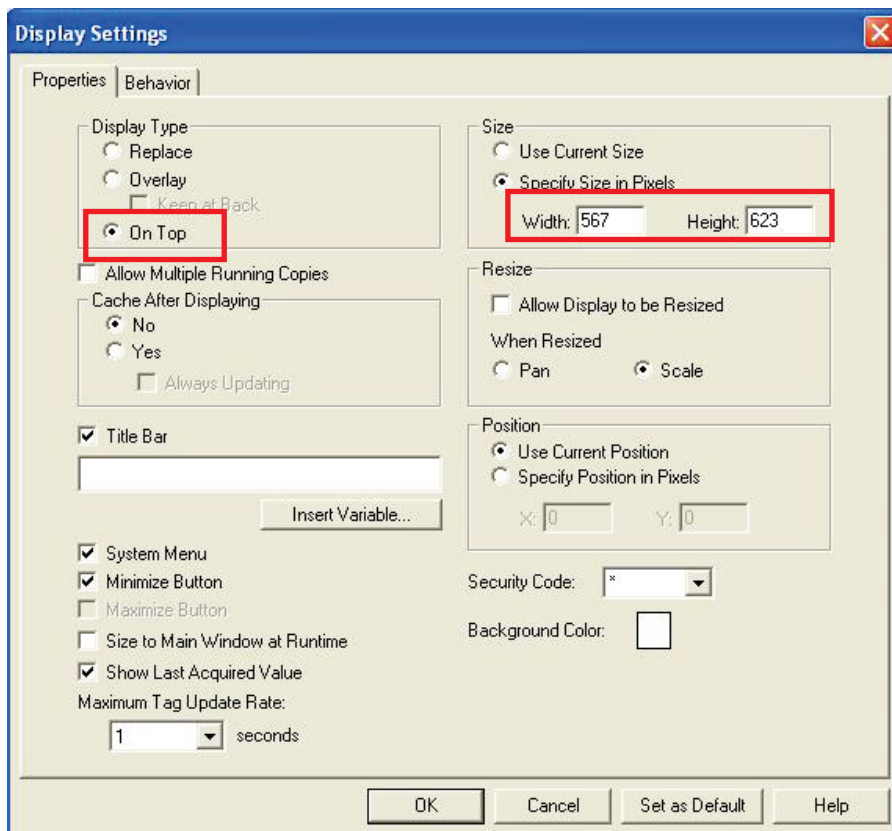 Display Settings
Properties
Behavior
Display Type
Replace
Overlay
Keep at Back
On Top
Allow Multiple Running Copies
Cache After Displaying
No
Yes
Always Updating
Title Bar
Insert Variable...
System Menu
Minimize Button
Maximize Button
Size to Main Window at Runtime
Show Last Acquired Value
Maximum Tag Update Rate:
1 seconds
Size
Use Current Size
Specify Size in Pixels
Width: 567 Height: 623
Resize
Allow Display to be Resized
When Resized
Pan Scale
Position
Use Current Position
Specify Position in Pixels
X: 0 Y: 0
Security Code: *
Background Color:
OK Cancel Set as Default Help